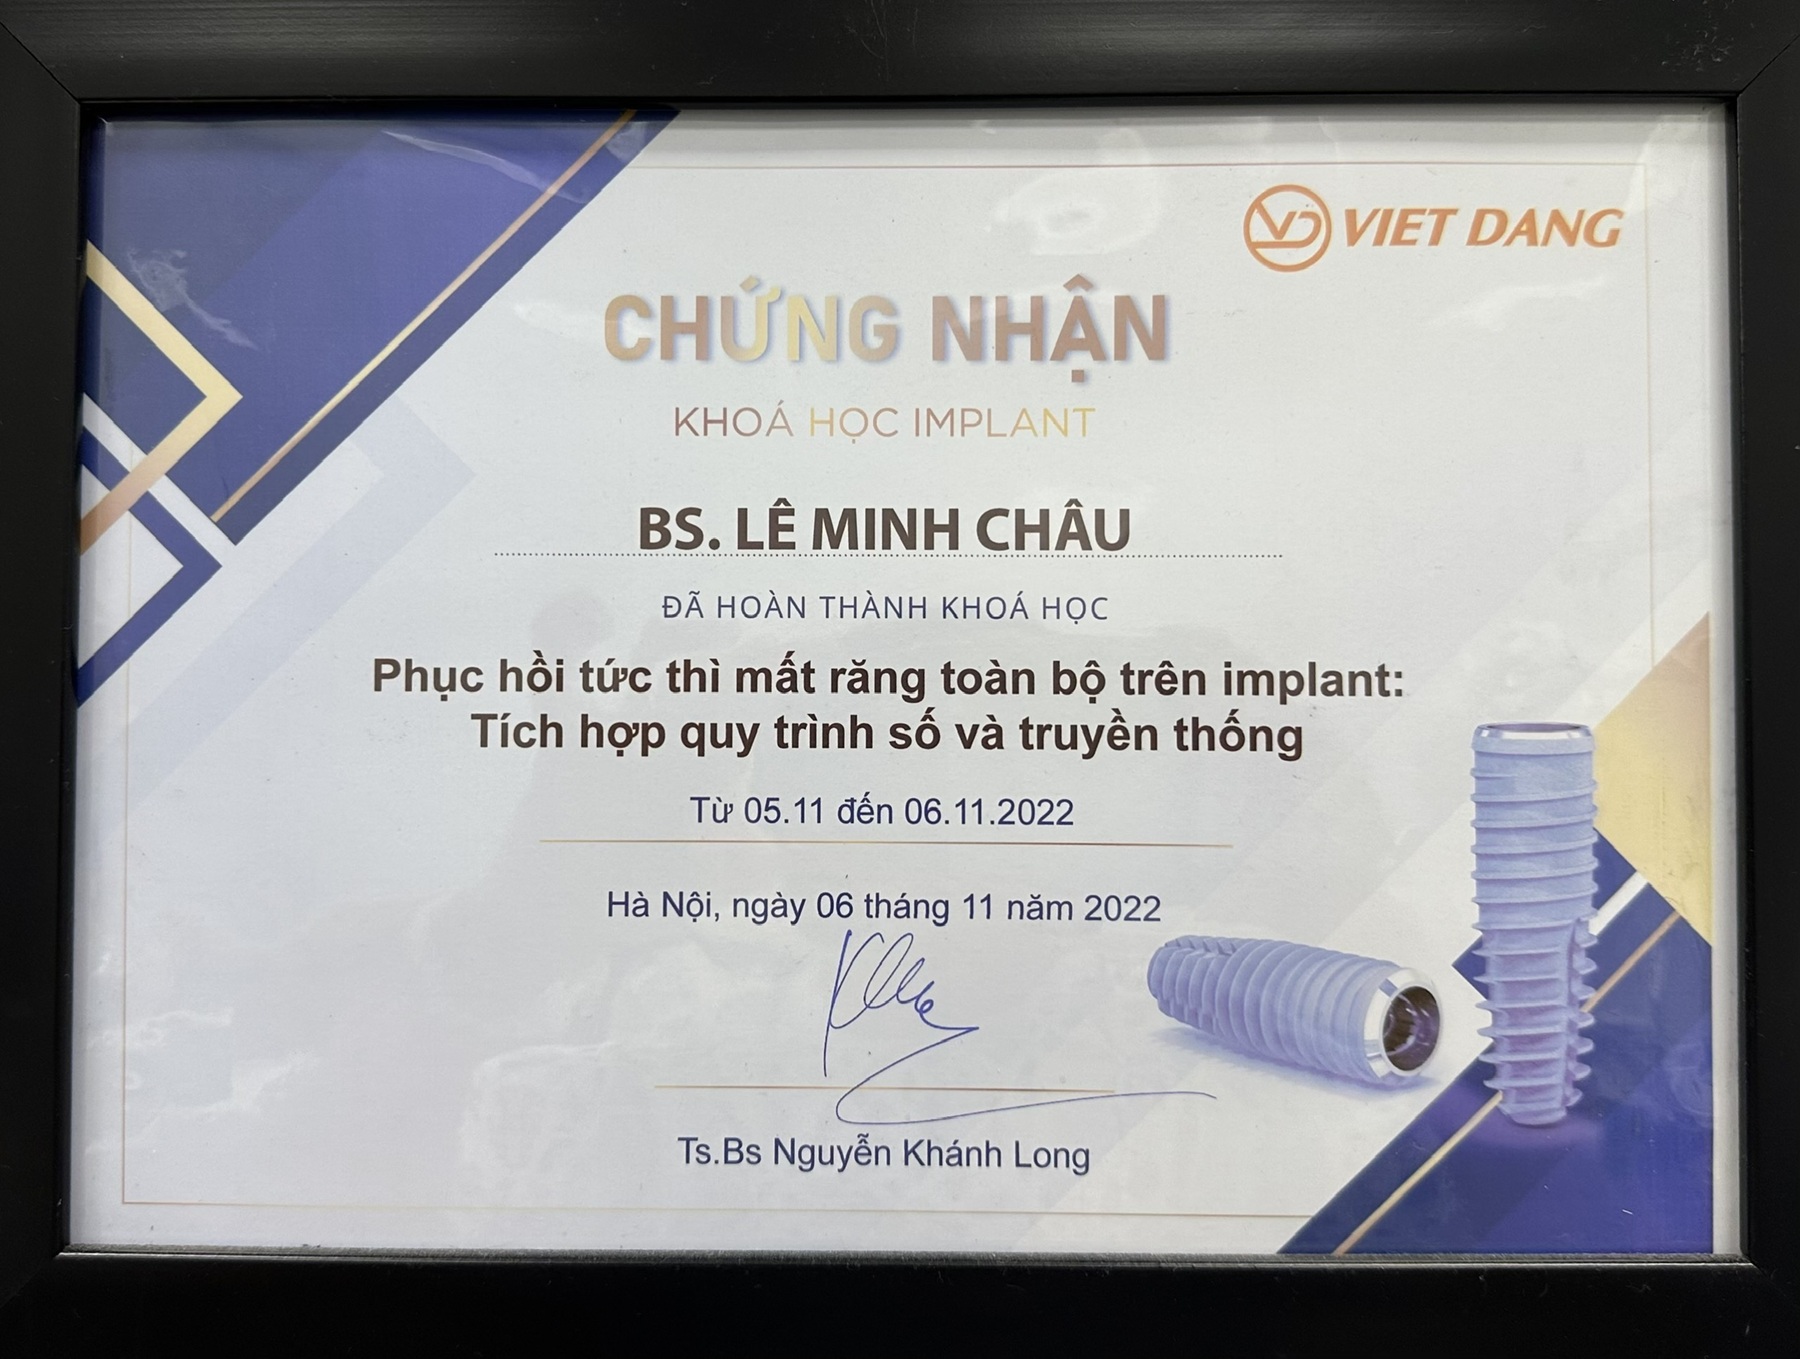 VD VIET DANG
CHỨNG NHẬN
KHOÁ HỌC IMPLANT
BS. LÊ MINH CHÂU
ĐÃ HOÀN THÀNH KHOÁ HỌC
Phục hồi tức thì mất răng toàn bộ trên implant:
Tích hợp quy trình số và truyền thống
Từ 05.11 đến 06.11.2022
Hà Nội, ngày 06 tháng 11 năm 2022
Ts.Bs Nguyễn Khánh Long